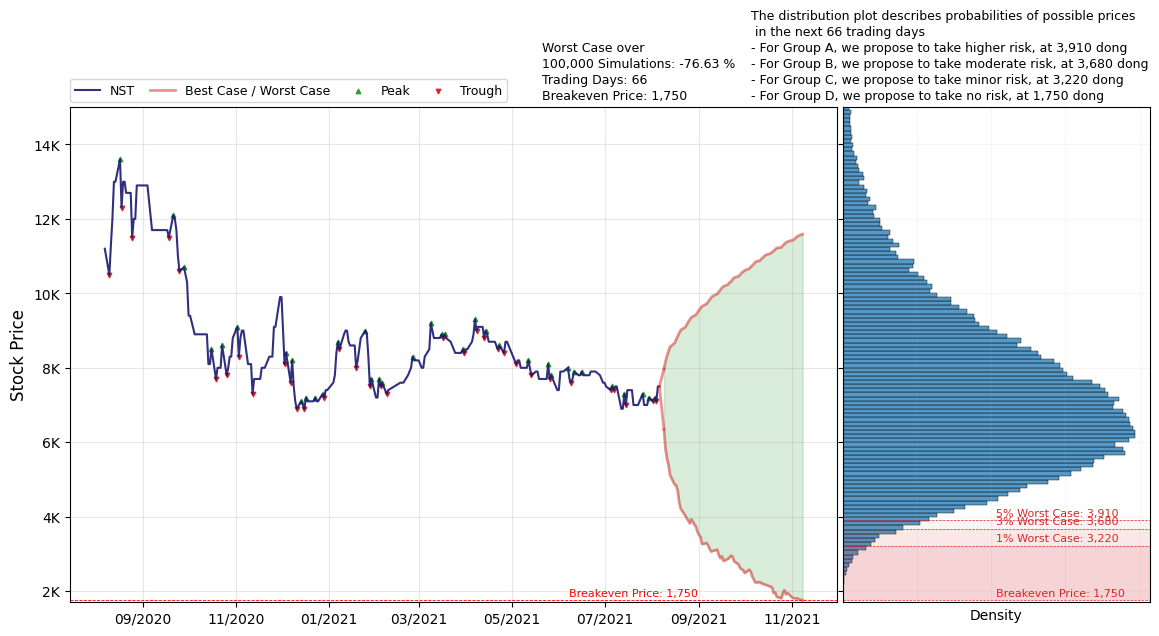 The distribution plot describes probabilities of possible prices
in the next 66 trading days
- For Group A, we propose to take higher risk, at 3,910 dong
- For Group B, we propose to take moderate risk, at 3,680 dong
- For Group C, we propose to take minor risk, at 3,220 dong
- For Group D, we propose to take no risk, at 1,750 dong
Worst Case over
100,000 Simulations: -76.63 %
Trading Days: 66
Breakeven Price: 1,750
NST
Best Case / Worst Case
Peak
Trough
Stock Price
14K
12K
10K
8K
6K
4K
2K
09/2020
11/2020
01/2021
03/2021
05/2021
07/2021
09/2021
11/2021
Breakeven Price: 1,750
5% Worst Case: 3,910
3% Worst Case: 3,680
1% Worst Case: 3,220
Breakeven Price: 1,750
Density